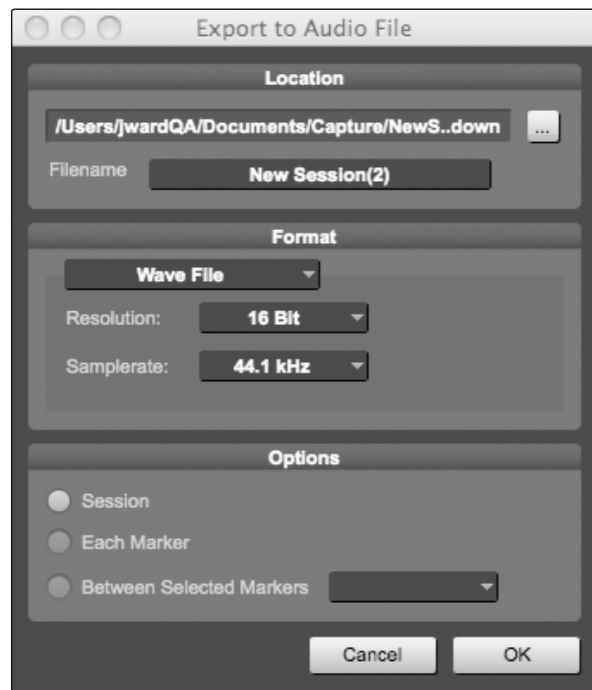 Export to Audio File
Location
/Users/jwardQA/Documents/Capture/NewS..down
...
Filename
New Session(2)
Format
Wave File
Resolution:
16 Bit
Samplerate:
44.1 kHz
Options
Session
Each Marker
Between Selected Markers
Cancel
OK